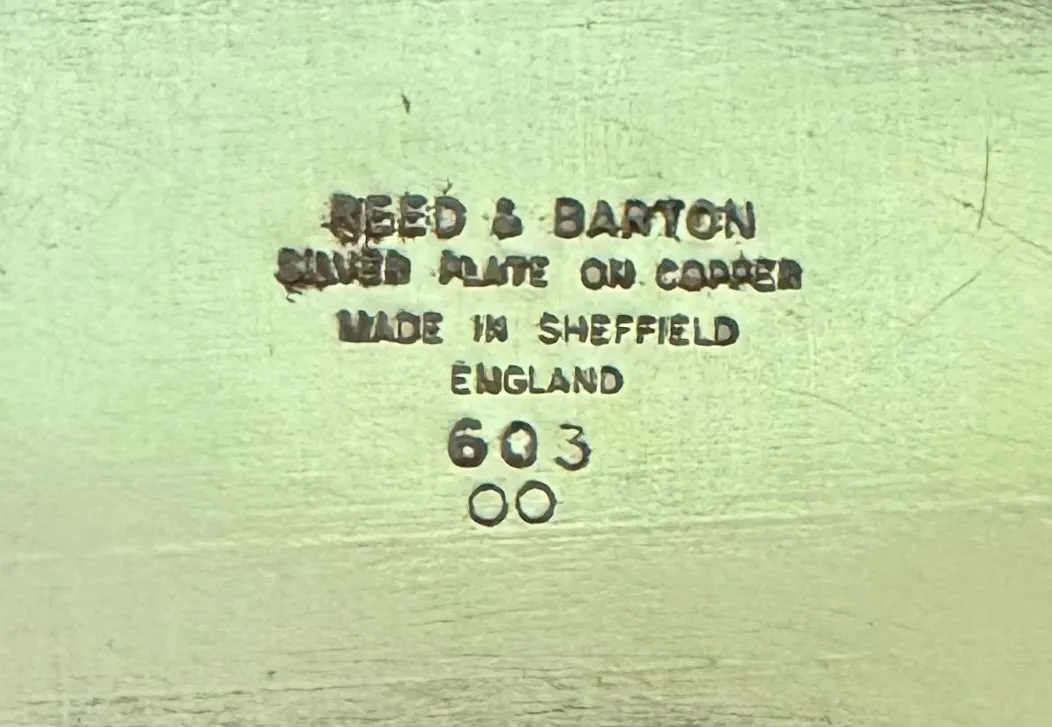 REED & BARTON
SILVER PLATE ON COPPER
MADE IN SHEFFIELD
ENGLAND
603
OO